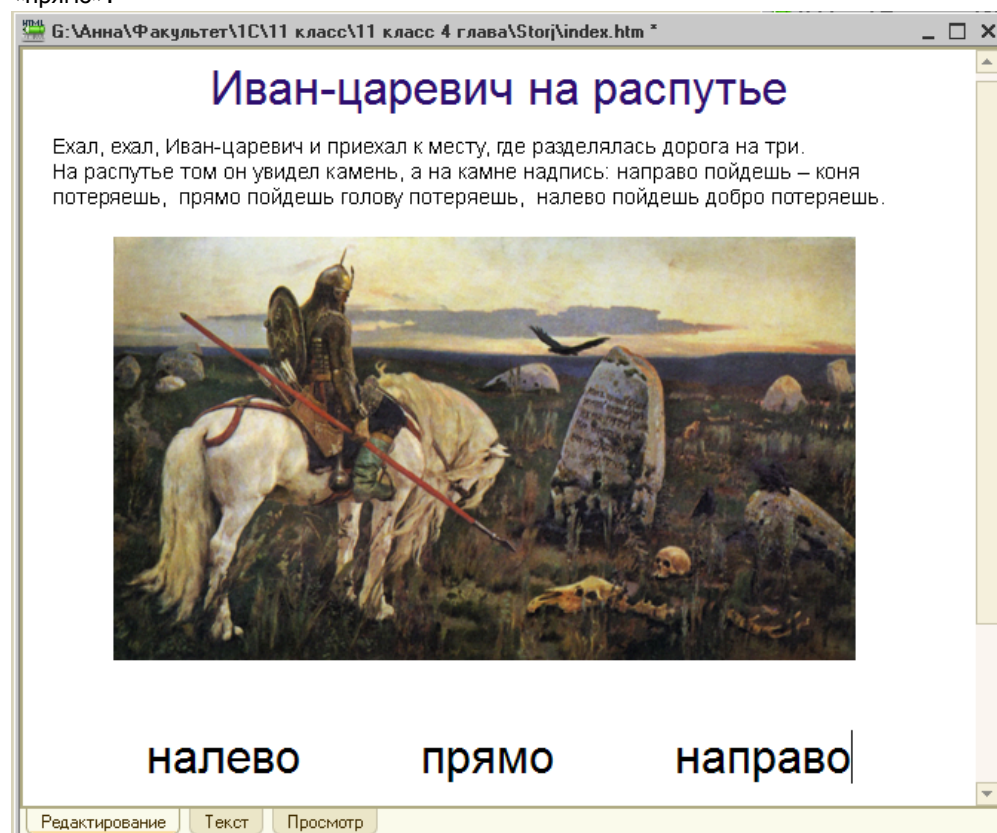 «прямо».
G:\Анна\Факультет\1С\11 класс\11 класс 4 глава\Storj\index.htm *
Иван-царевич на распутье
Ехал, ехал, Иван-царевич и приехал к месту, где разделялась дорога на три.
На распутье том он увидел камень, а на камне надпись: направо пойдешь – коня
потеряешь, прямо пойдешь голову потеряешь, налево пойдешь добро потеряешь.
налево прямо направо
Редактирование Текст Просмотр